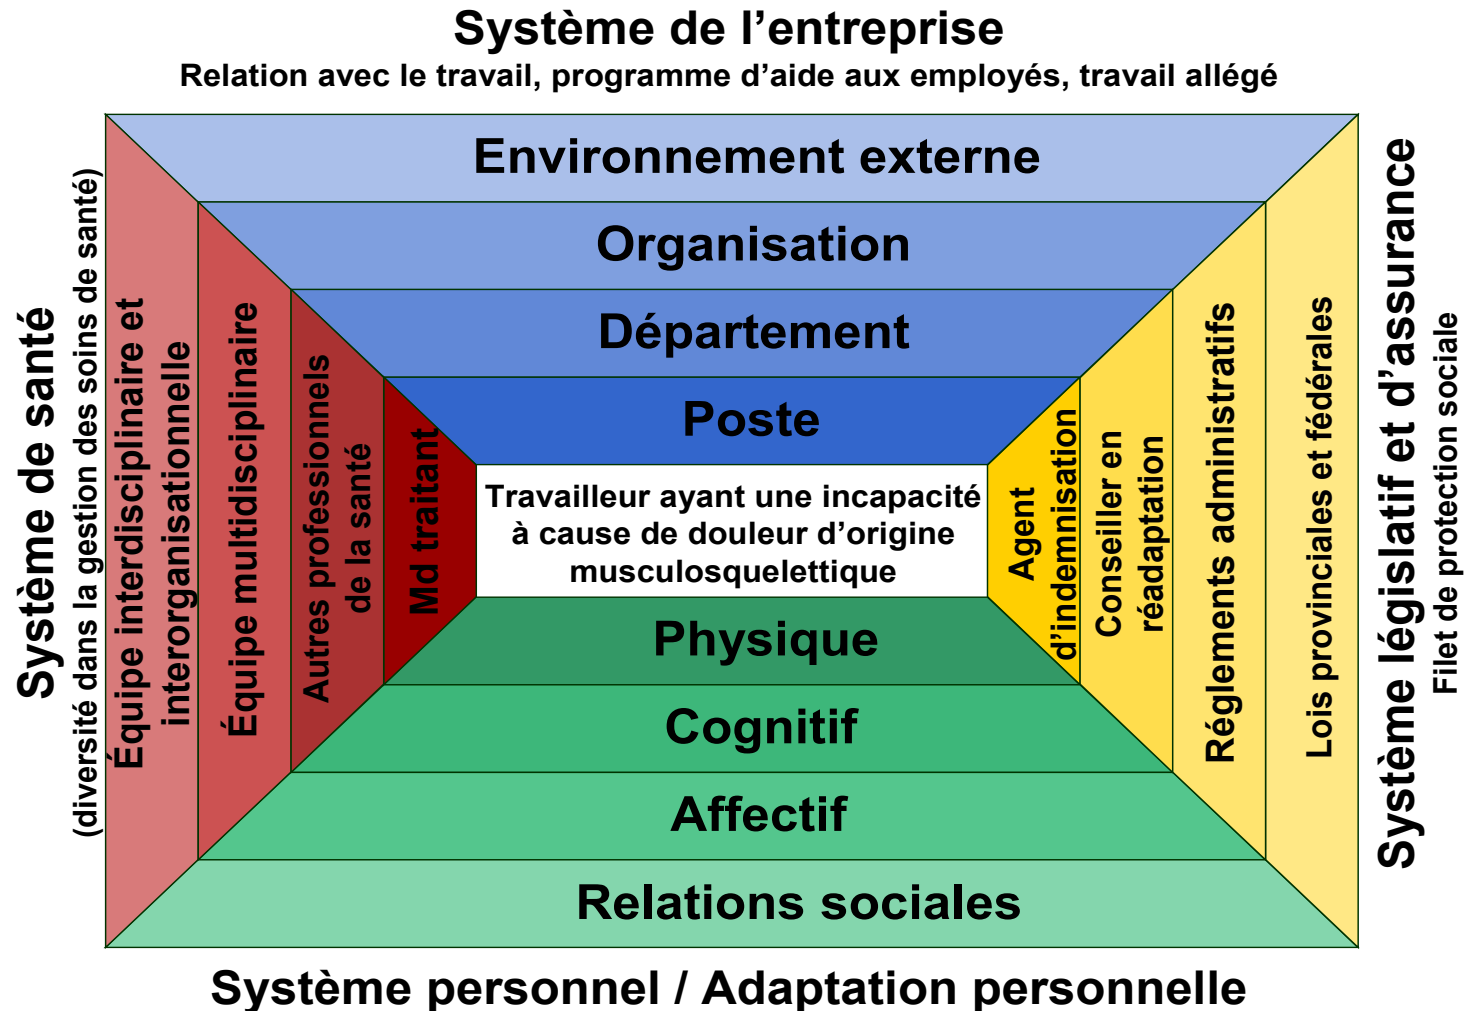 Système de l’entreprise
Relation avec le travail, programme d’aide aux employés, travail allégé
Environnement externe
Organisation
Département
Poste
Système de santé
(diversité dans la gestion des soins de santé)
Équipe interdisciplinaire et
interorganisationnelle
Équipe multidisciplinaire
Autres professionnels
de la santé
Md traitant
Travailleur ayant une incapacité
à cause de douleur d’origine
musculosquelettique
Agent
d’indemnisation
Conseiller en
réadaptation
Réglements administratifs
Lois provinciales et fédérales
Système législatif et d’assurance
Filet de protection sociale
Physique
Cognitif
Affectif
Relations sociales
Système personnel / Adaptation personnelle